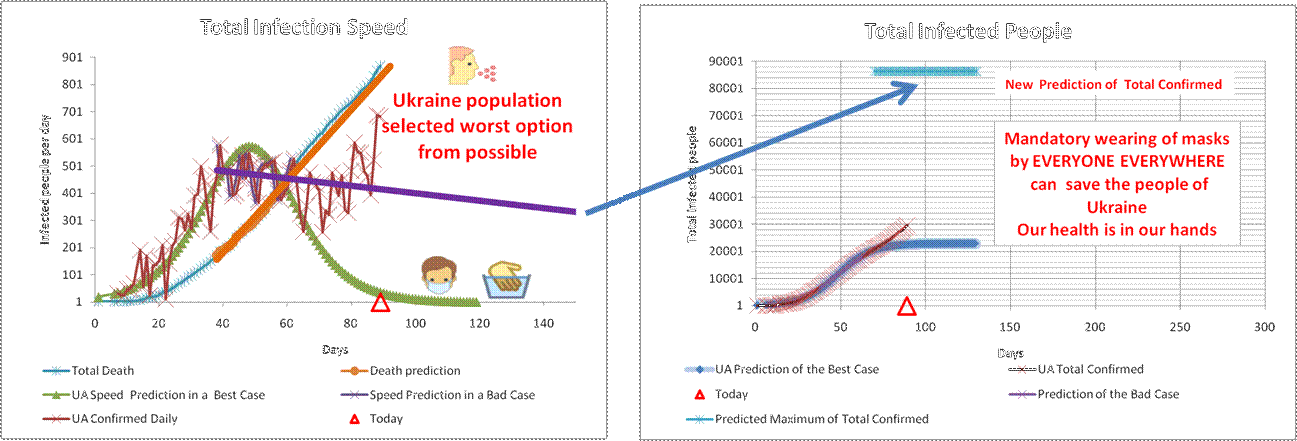 Total Infection Speed
Infected people per day
901
801
701
601
501
401
301
201
101
1
0 20 40 60 80 100 120 140
Days
Ukraine population
selected worst option
from possible
Total Death
Death prediction
UA Speed Prediction in a Best Case
Speed Prediction in a Bad Case
UA Confirmed Daily
Today
Total Infected People
Total Infected people
90001
80001
70001
60001
50001
40001
30001
20001
10001
1
0 50 100 150 200 250 300
Days
New Prediction of Total Confirmed
Mandatory wearing of masks
by EVERYONE EVERYWHERE
can save the people of
Ukraine
Our health is in our hands
UA Prediction of the Best Case
UA Total Confirmed
Today
Prediction of the Bad Case
Predicted Maximum of Total Confirmed